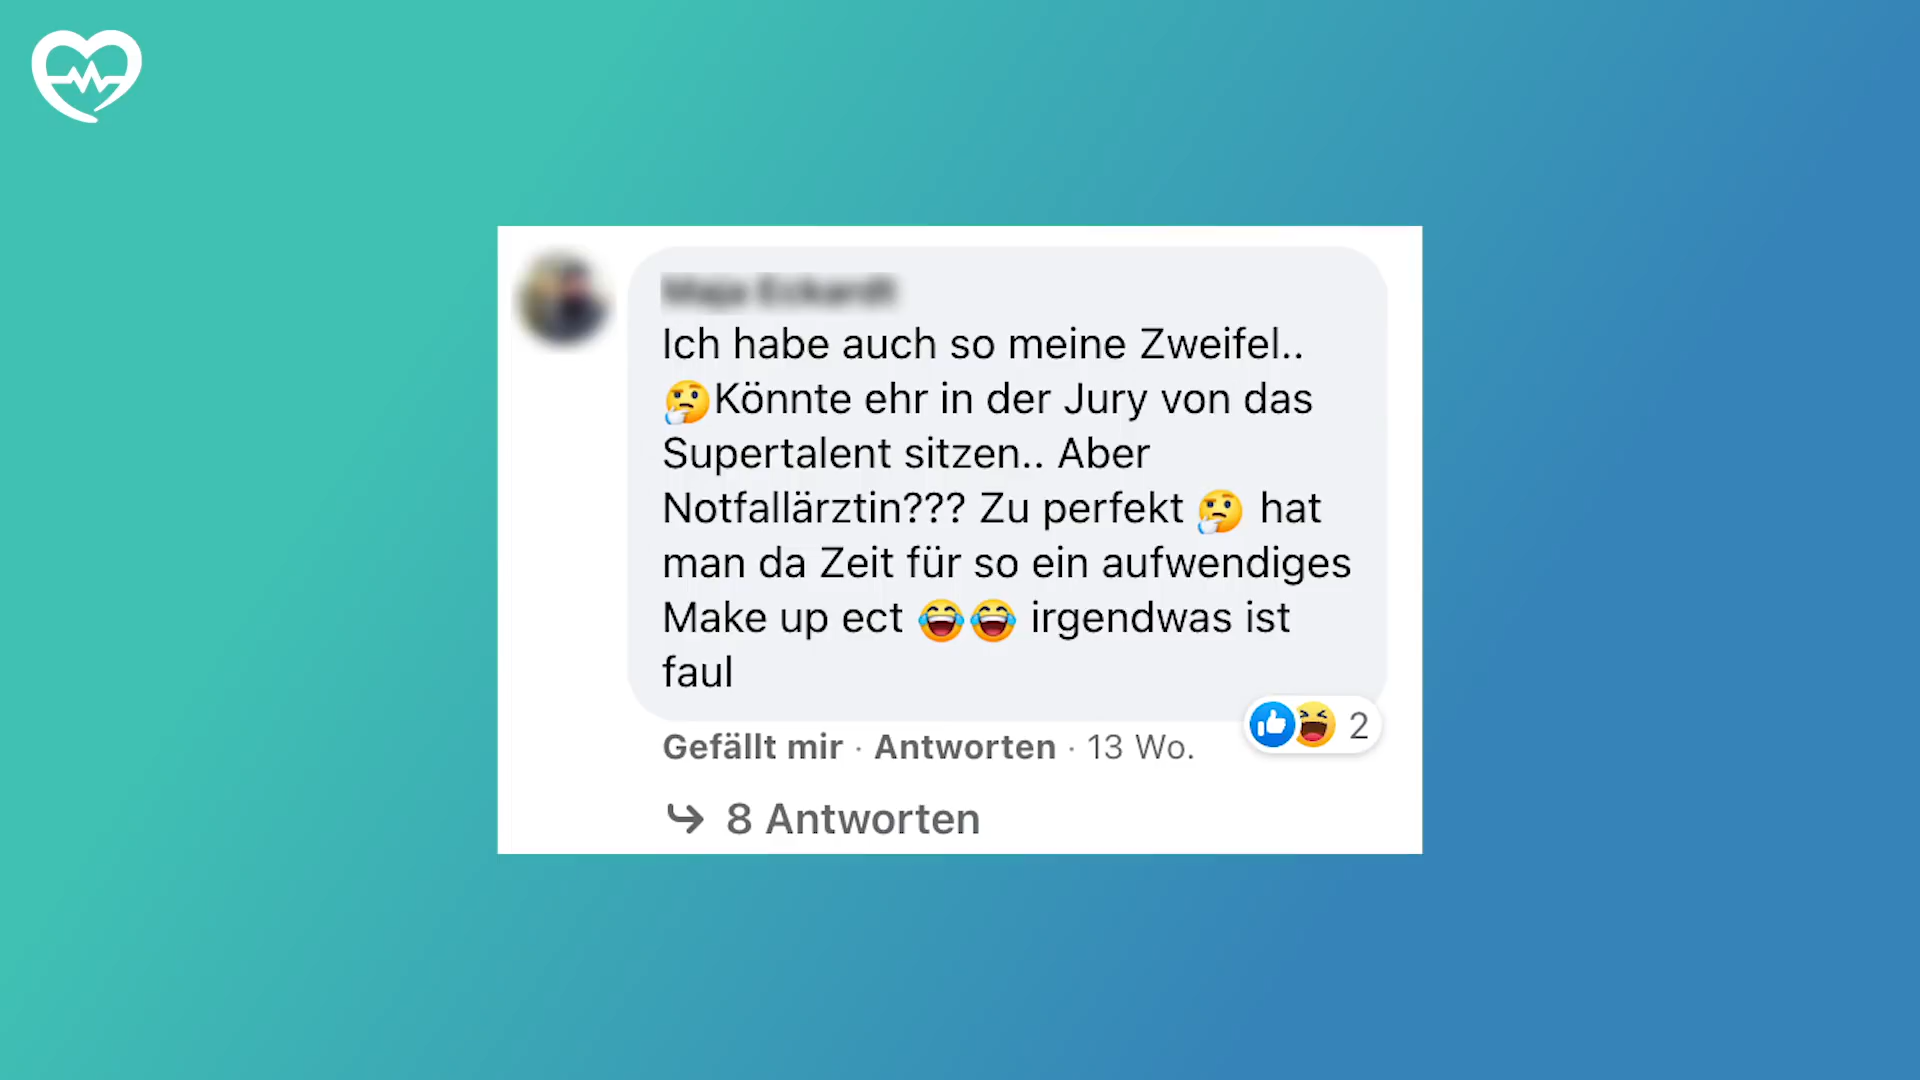 Ich habe auch so meine Zweifel..
🤔Könnte ehr in der Jury von das
Supertalent sitzen.. Aber
Notfallärztin??? Zu perfekt 🤔 hat
man da Zeit für so ein aufwendiges
Make up ect 😂😂 irgendwas ist
faul
2
Gefällt mir · Antworten · 13 Wo.
8 Antworten